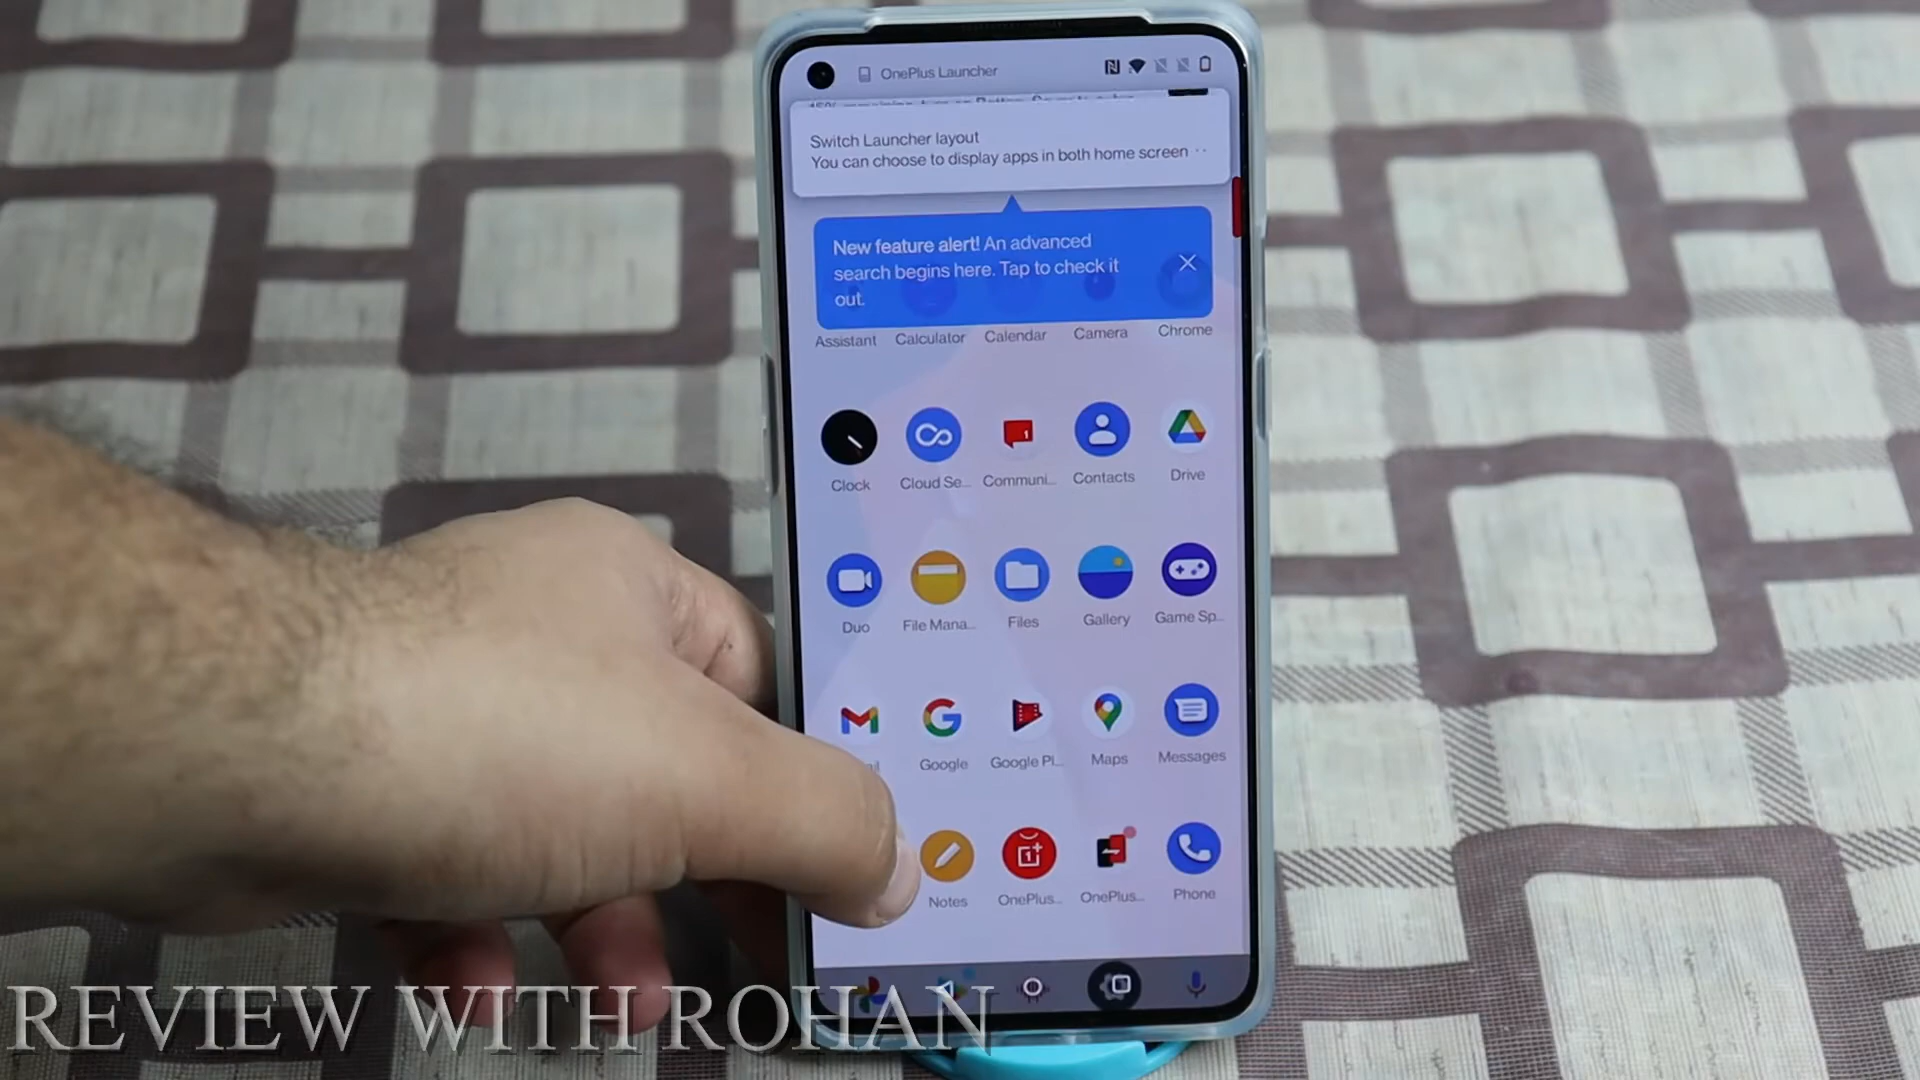 OnePlus Launcher
Switch Launcher layout
You can choose to display apps in both home screen ··
New feature alert! An advanced
search begins here. Tap to check it
out.
Assistant Calculator Calendar Camera Chrome
Clock Cloud Se... Communi... Contacts Drive
Duo File Mana... Files Gallery Game Sp...
Google Google Pl... Maps Messages
Notes OnePlus... OnePlus... Phone
REVIEW WITH ROHAN